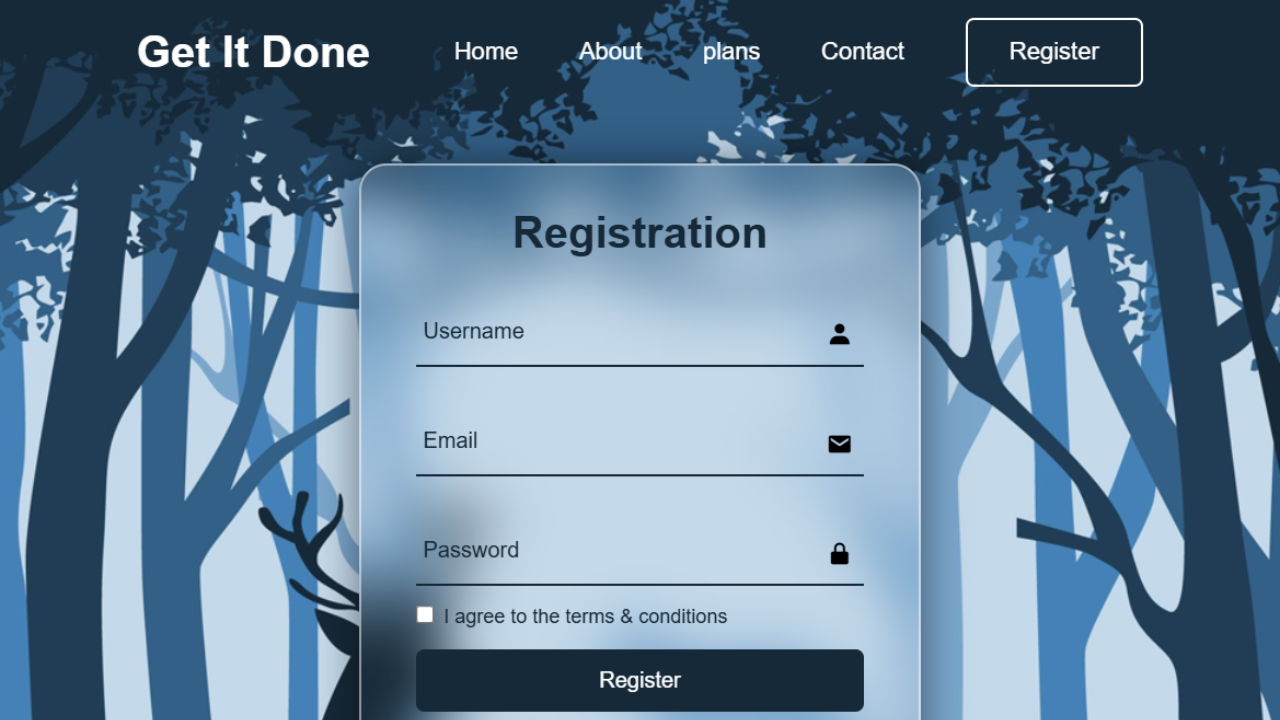 Get It Done Home About plans Contact Register
Registration
Username
Email
Password
I agree to the terms & conditions
Register